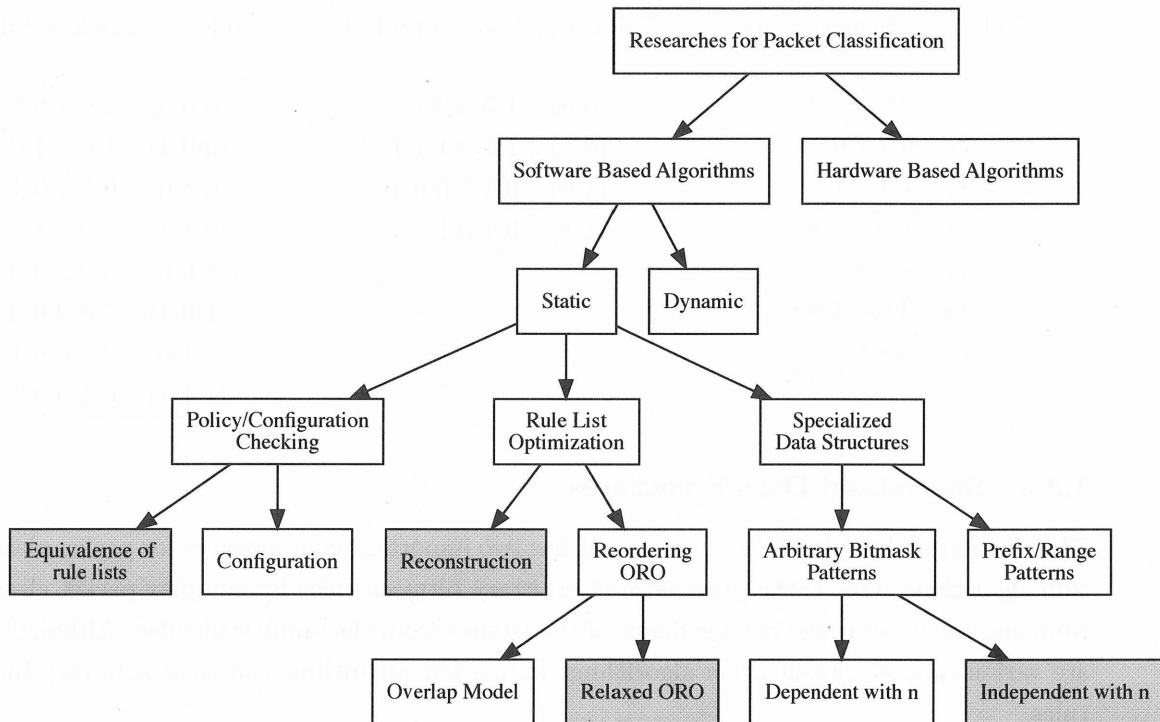 Researches for Packet Classification
Software Based Algorithms
Hardware Based Algorithms
Static
Dynamic
Policy/Configuration
Checking
Rule List
Optimization
Specialized
Data Structures
Equivalence of
rule lists
Configuration
Reconstruction
Reordering
ORO
Arbitrary Bitmask
Patterns
Prefix/Range
Patterns
Overlap Model
Relaxed ORO
Dependent with n
Independent with n